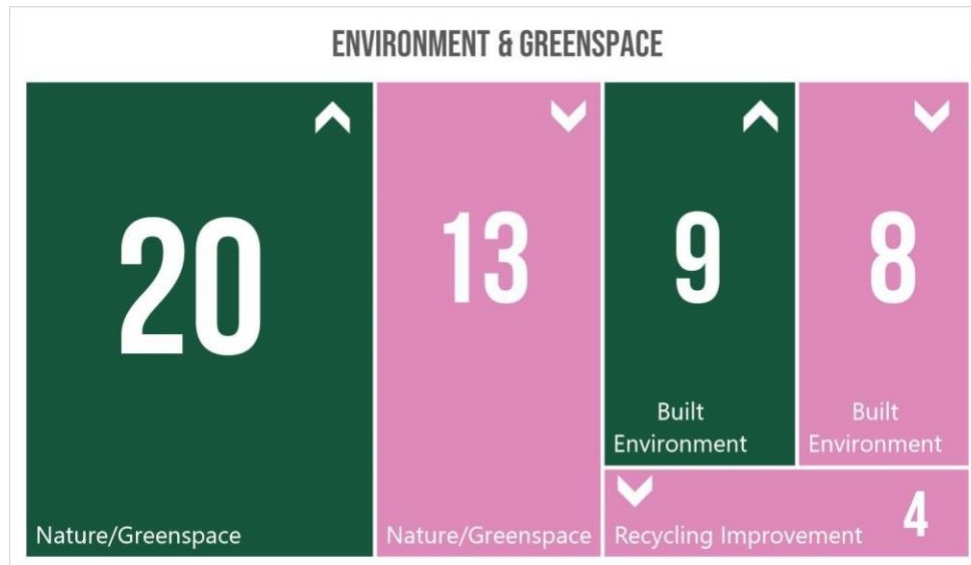 ENVIRONMENT & GREENSPACE
20
Nature/Greenspace
13
Nature/Greenspace
9
Built
Environment
8
Built
Environment
Recycling Improvement 4